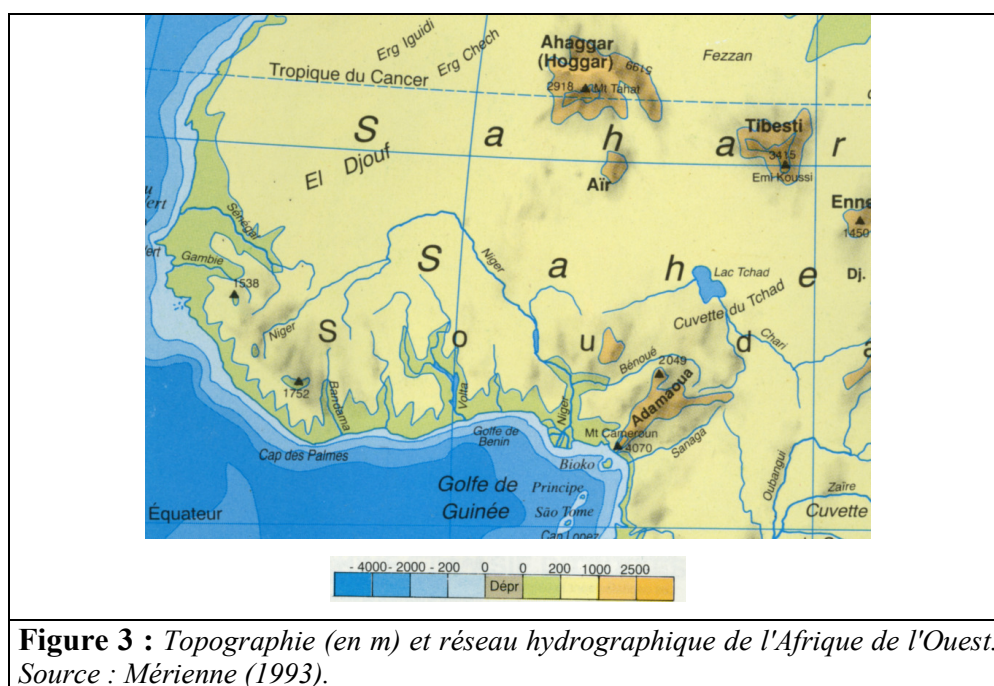 Ahaggar
(Hoggar)
Erg Iguidi
Erg Chech
Fezzan
5199
Tropique du Cancer
2918
Mt Tahat
Tibesti
S a h a r
3415
Emi Koussi
El Djouf
Aïr
Enne
1450
Sénégal
Gambie
Niger
S a h e
Lac Tchad
Dj.
1538
Cuvette du Tchad
Niger
S o u d a
Chari
Bénoué
2049
1752
Bandama
Volta
Niger
Adamaoua
Mt Cameroun
4070
Sanaga
Golfe de
Benin
Cap des Palmes
Bioko
Oubangui
Golfe de
Guinée
Principe
São Tome
Zaïre
Cuvette
Équateur
Cap Lopez
- 4000 - 2000 - 200 0 0 200 1000 2500
Dépr
Figure 3 : Topographie (en m) et réseau hydrographique de l'Afrique de l'Ouest.
Source : Mérienne (1993).